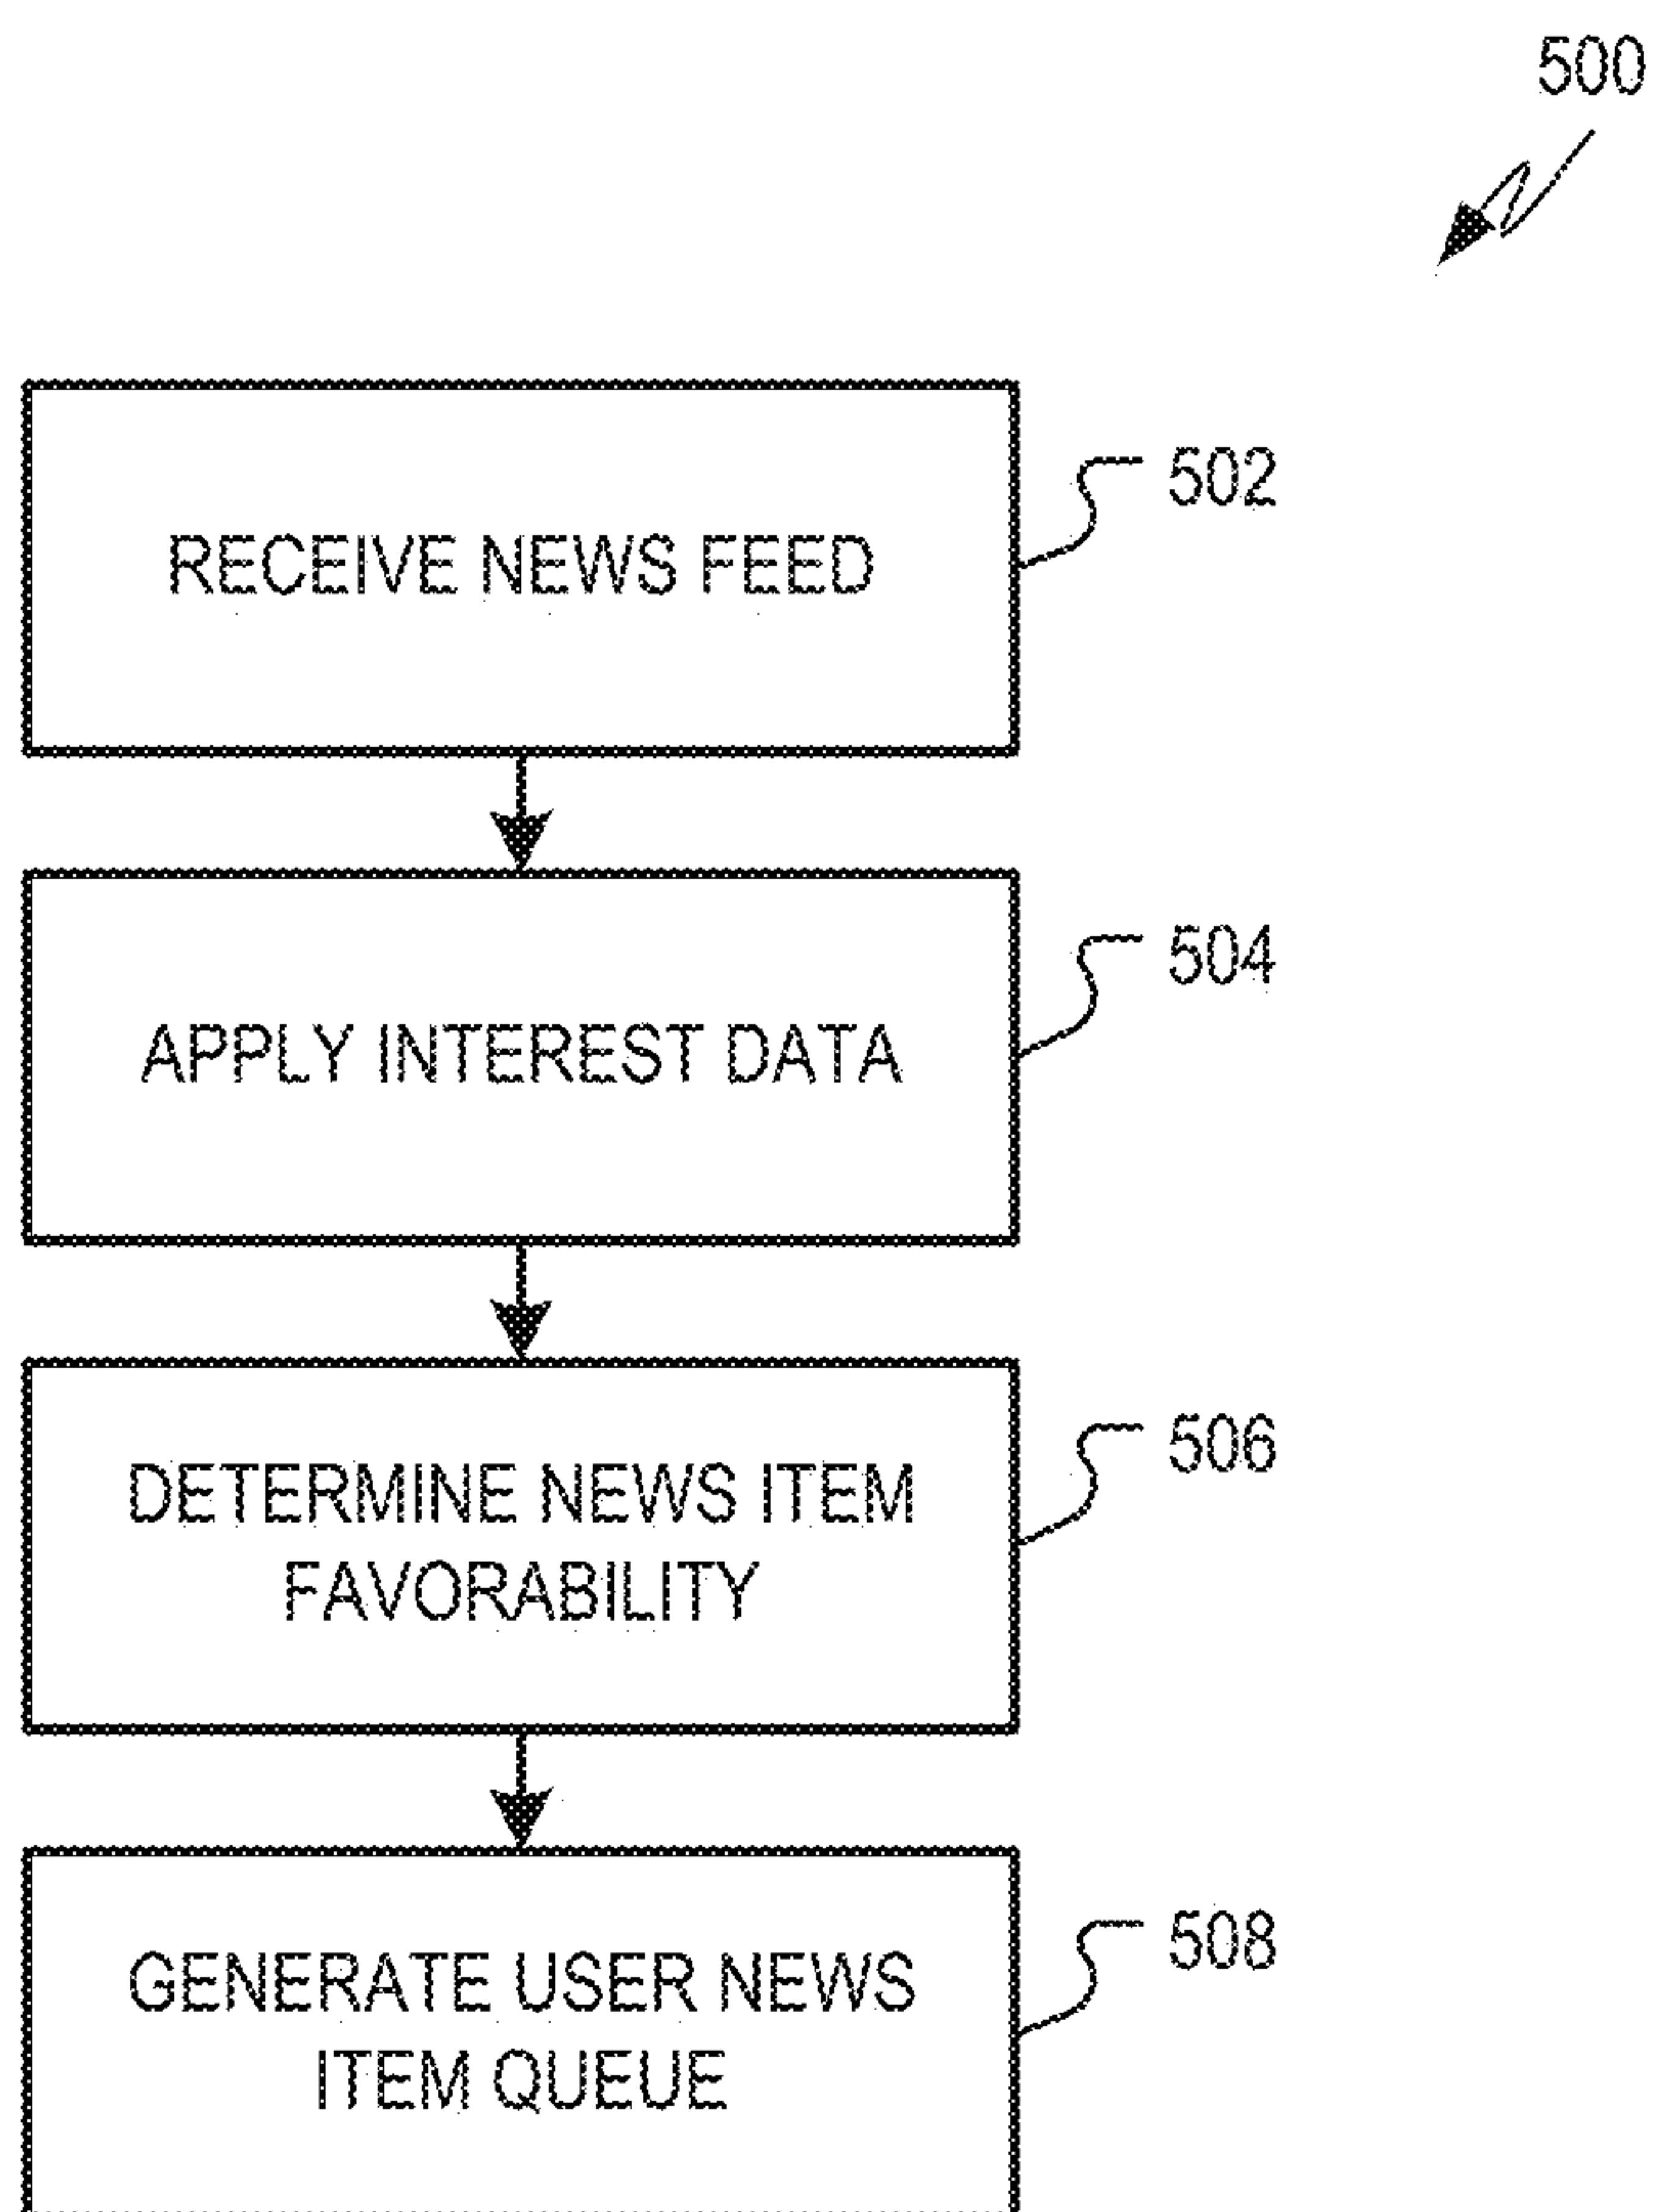 500
RECEIVE NEWS FEED
502
APPLY INTEREST DATA
504
DETERMINE NEWS ITEM
FAVORABILITY
506
GENERATE USER NEWS
ITEM QUEUE
508